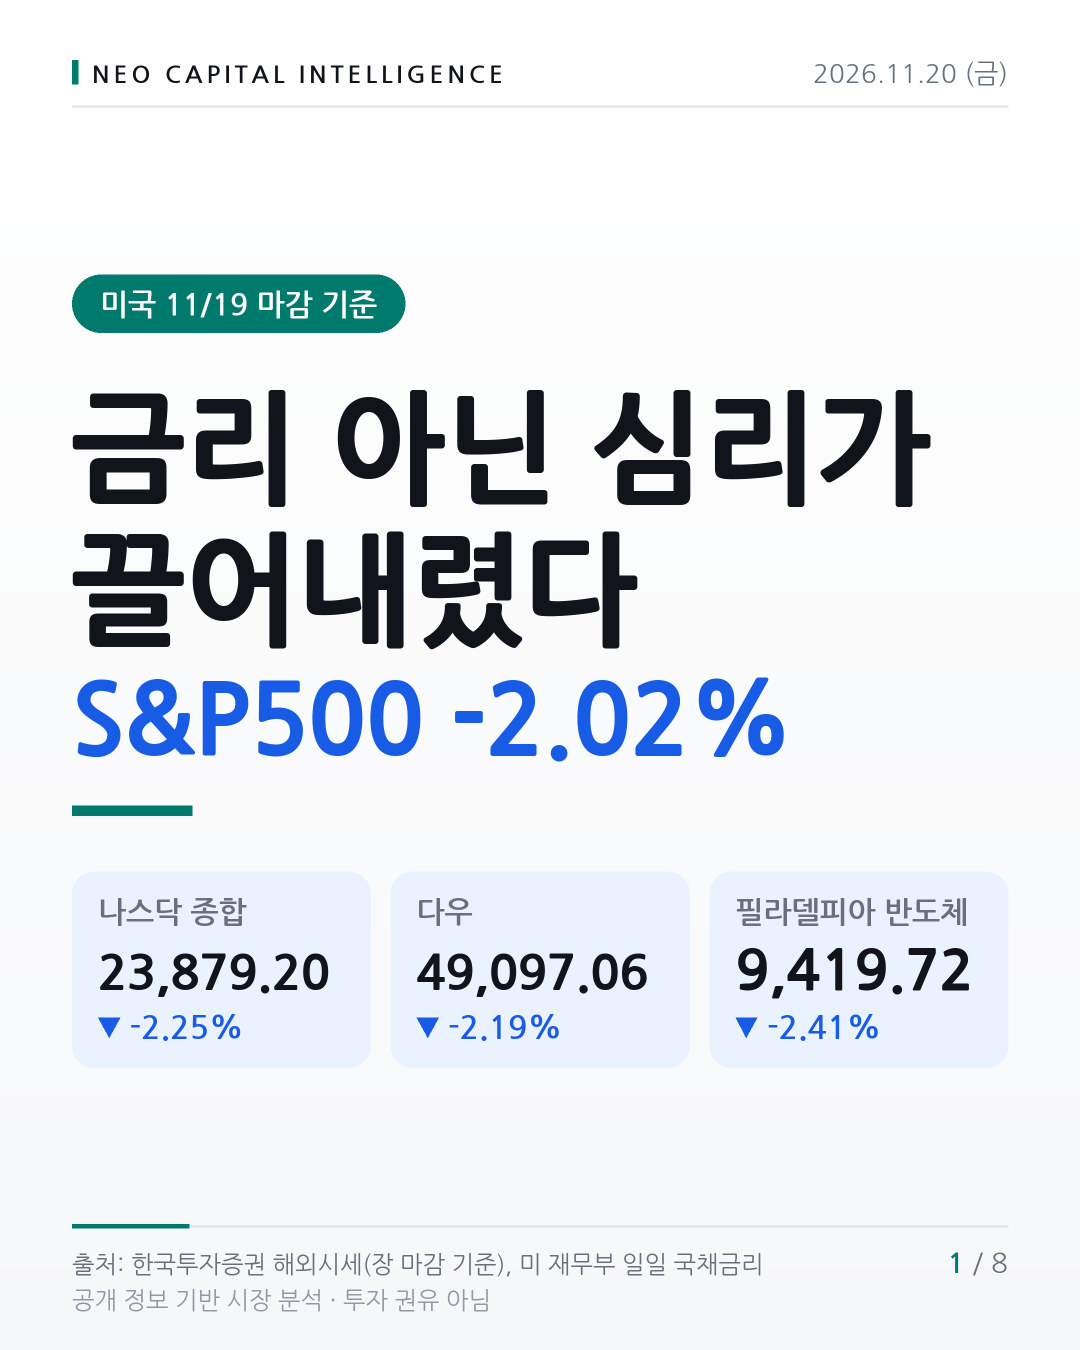 NEO CAPITAL INTELLIGENCE
2026.11.20 (금)
미국 11/19 마감 기준
금리 아닌 심리가
끌어내렸다
S&P500 -2.02%
나스닥 종합
23,879.20
▼ -2.25%
다우
49,097.06
▼ -2.19%
필라델피아 반도체
9,419.72
▼ -2.41%
출처: 한국투자증권 해외시세(장 마감 기준), 미 재무부 일일 국채금리
1 / 8
공개 정보 기반 시장 분석 · 투자 권유 아님